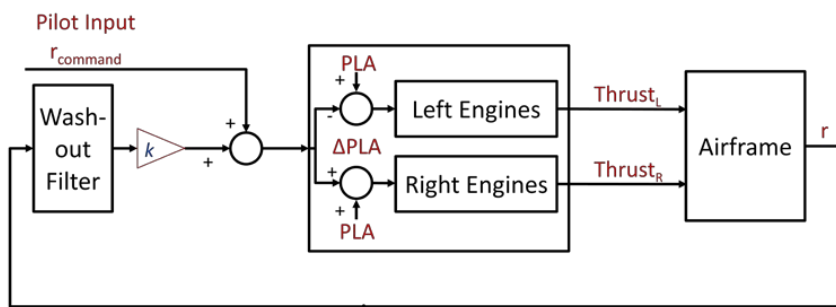 Pilot Input
r_command
PLA
+
-
Left Engines
Thrust_L
Wash-
out
Filter
k
+
+
ΔPLA
Airframe
r
+
Right Engines
Thrust_R
+
PLA